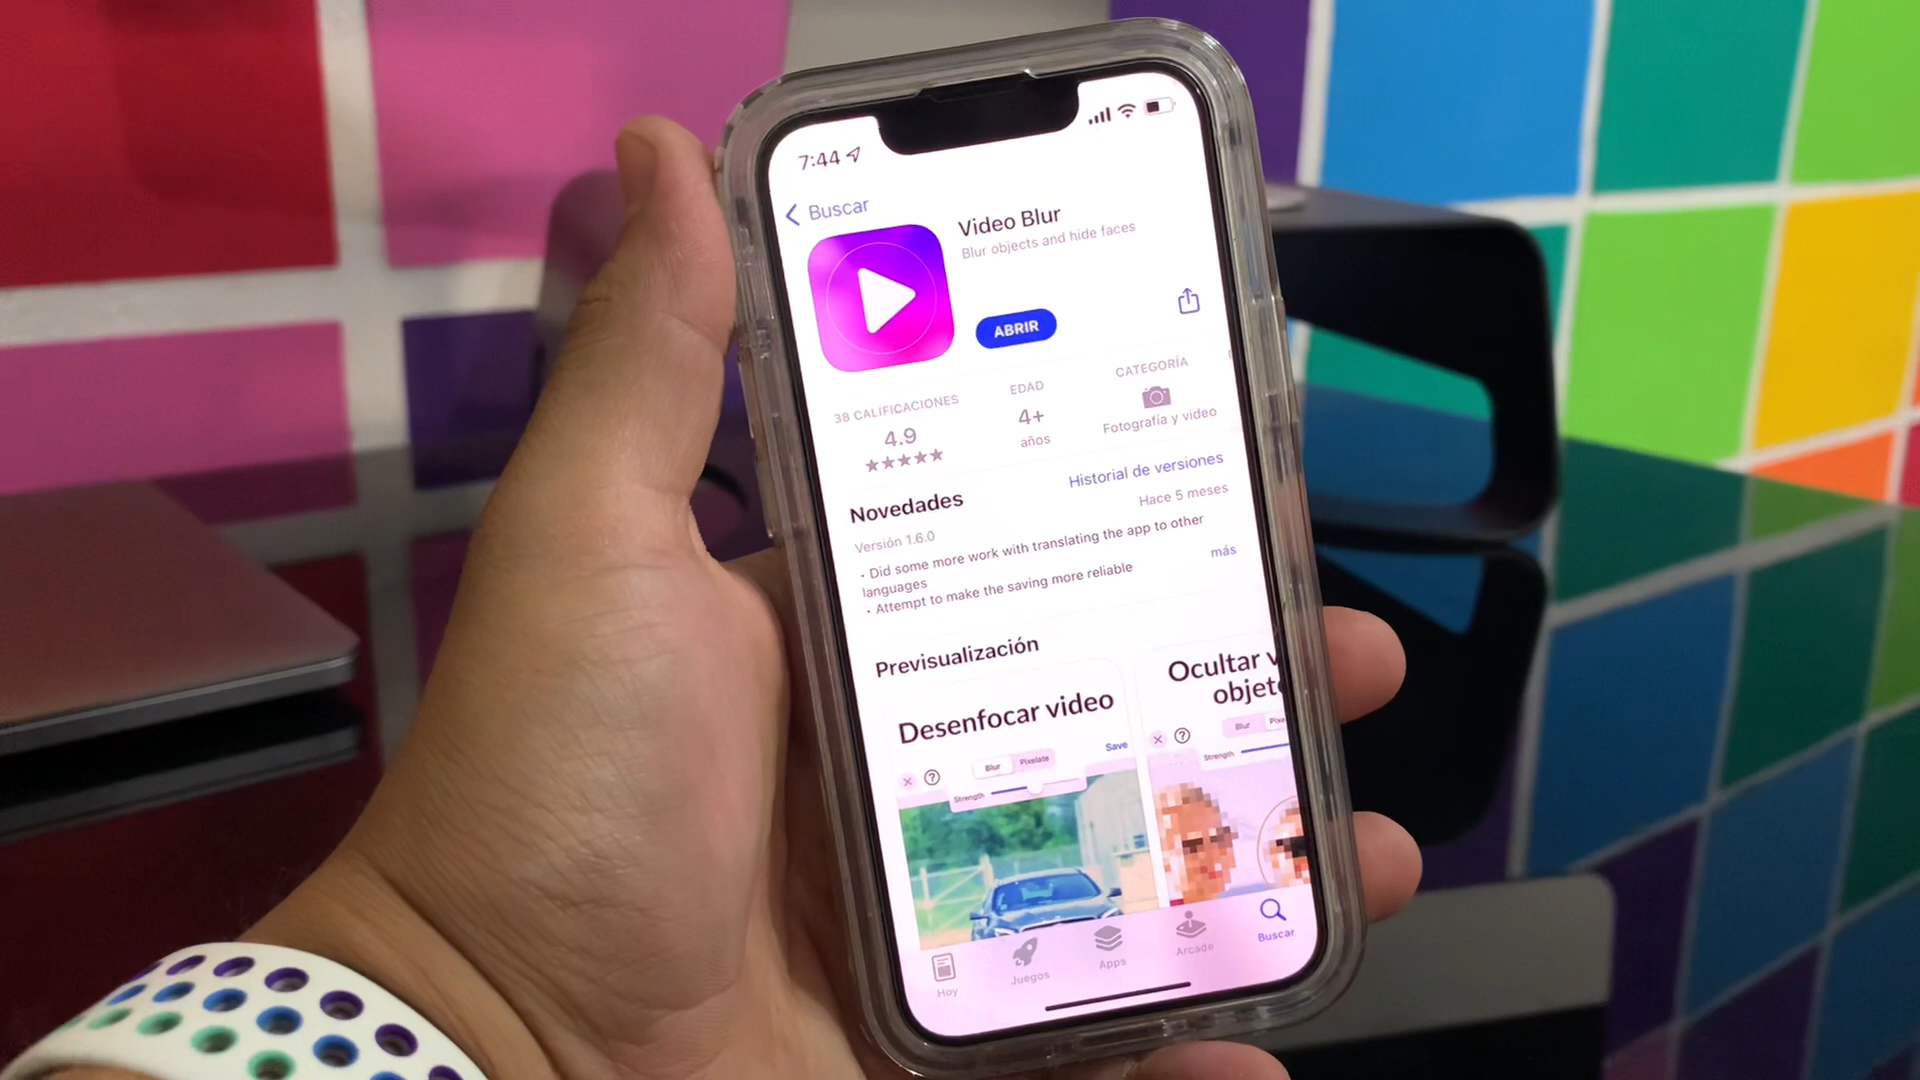 7:44
Buscar
Video Blur
Blur objects and hide faces
ABRIR
38 CALIFICACIONES
4.9
★★★★★
EDAD
4+
años
CATEGORÍA
Fotografía y video
Novedades
Historial de versiones
Versión 1.6.0
Hace 5 meses
• Did some more work with translating the app to other
languages
• Attempt to make the saving more reliable
más
Previsualización
Desenfocar video
Blur
Pixelate
Save
Strength
Ocultar
Blur
Strength
Hoy
Juegos
Apps
Arcade
Buscar